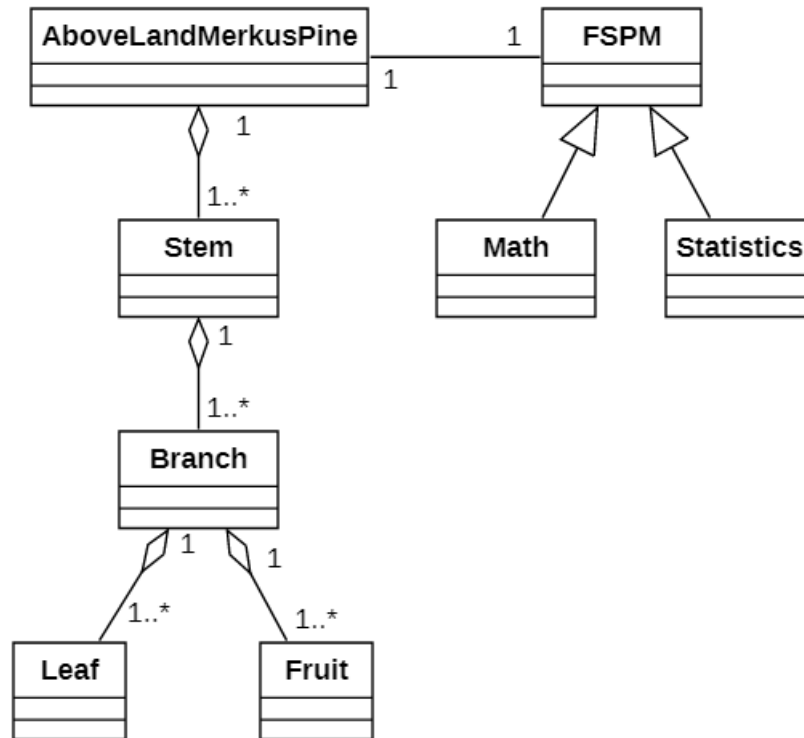 AboveLandMerkusPine
1
FSPM
1
1
1..*
Stem
Math
Statistics
1
1..*
Branch
1
1
1..*
1..*
Leaf
Fruit